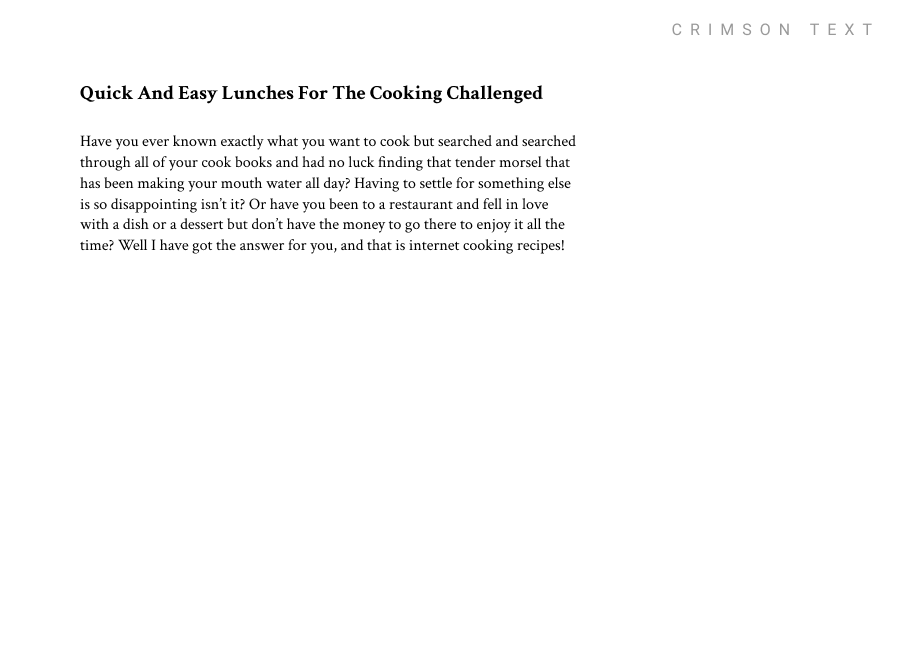 CRIMSON TEXT
Quick And Easy Lunches For The Cooking Challenged
Have you ever known exactly what you want to cook but searched and searched
through all of your cook books and had no luck finding that tender morsel that
has been making your mouth water all day? Having to settle for something else
is so disappointing isn’t it? Or have you been to a restaurant and fell in love
with a dish or a dessert but don’t have the money to go there to enjoy it all the
time? Well I have got the answer for you, and that is internet cooking recipes!